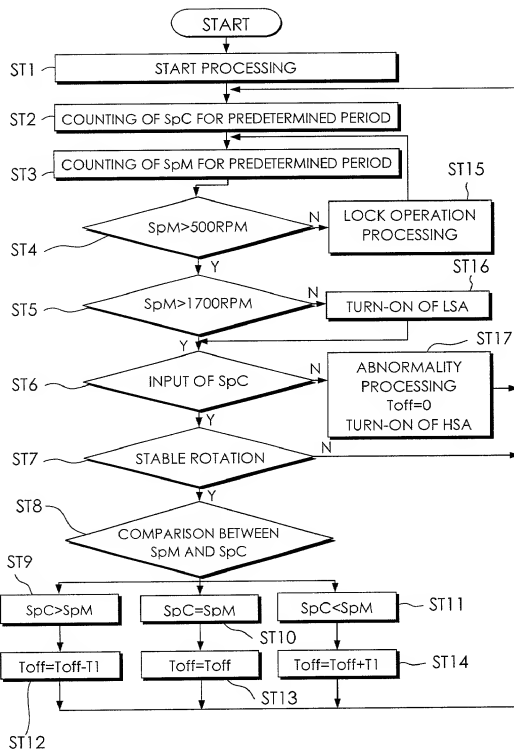 START
ST1
START PROCESSING
ST2
COUNTING OF SpC FOR PREDETERMINED PERIOD
ST3
COUNTING OF SpM FOR PREDETERMINED PERIOD
ST4
SpM>500RPM
N
Y
ST15
LOCK OPERATION
PROCESSING
ST5
SpM>1700RPM
N
Y
ST16
TURN-ON OF LSA
ST6
INPUT OF SpC
N
Y
ST17
ABNORMALITY
PROCESSING
Toff=0
TURN-ON OF HSA
ST7
STABLE ROTATION
N
Y
ST8
COMPARISON BETWEEN
SpM AND SpC
ST9
SpC>SpM
SpC=SpM
ST10
SpC<SpM
ST11
Toff=Toff-T1
ST12
Toff=Toff
ST13
Toff=Toff+T1
ST14